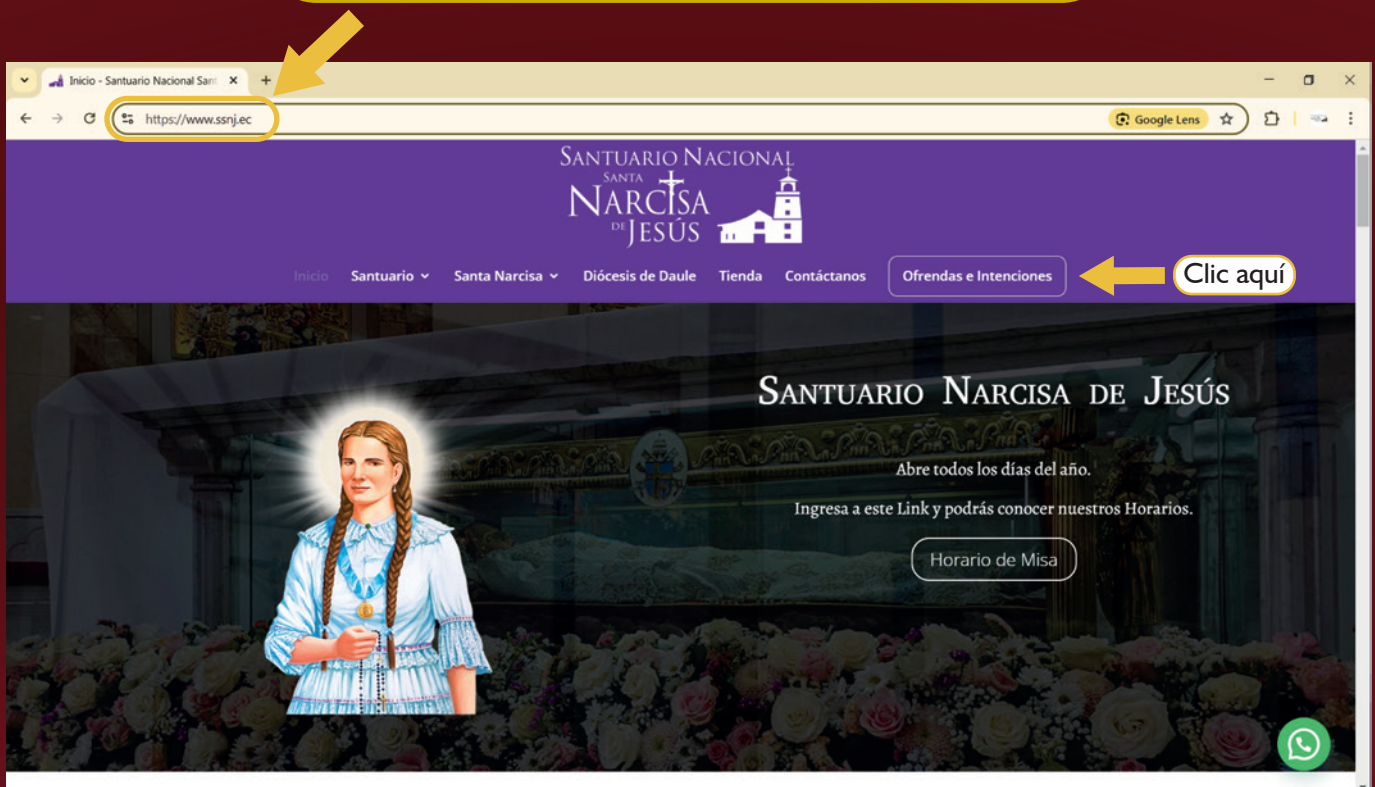 Inicio - Santuario Nacional Sant
https://www.ssnj.ec
Google Lens
SANTUARIO NACIONAL
SANTA
NARCISA
DE JESÚS
Inicio Santuario Santa Narcisa Diócesis de Daule Tienda Contáctanos Ofrendas e Intenciones Clic aquí
SANTUARIO NARCISA DE JESÚS
Abre todos los días del año.
Ingresa a este Link y podrás conocer nuestros Horarios.
Horario de Misa